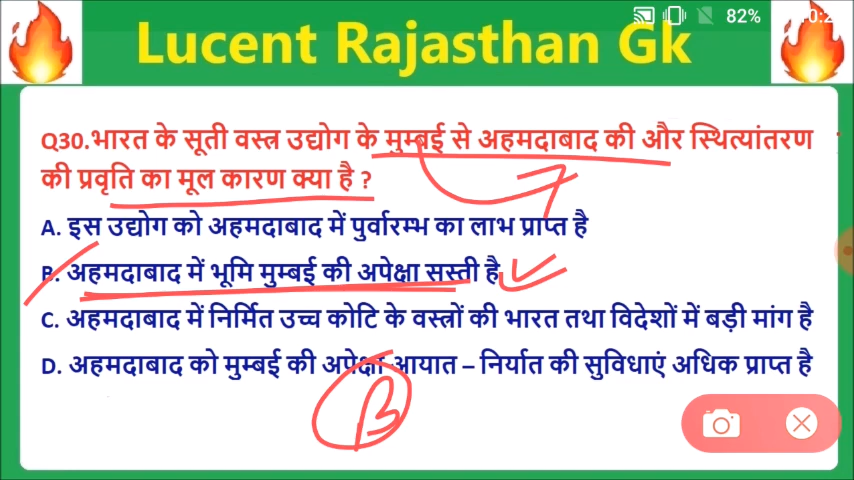 82%
Lucent Rajasthan Gk
Q30.भारत के सूती वस्त्र उद्योग के मुम्बई से अहमदाबाद की और स्थित्यांतरण
की प्रवृति का मूल कारण क्या है ?
A. इस उद्योग को अहमदाबाद में पुर्वारम्भ का लाभ प्राप्त है
B. अहमदाबाद में भूमि मुम्बई की अपेक्षा सस्ती है
C. अहमदाबाद में निर्मित उच्च कोटि के वस्त्रों की भारत तथा विदेशों में बड़ी मांग है
D. अहमदाबाद को मुम्बई की अपेक्षा आयात – निर्यात की सुविधाएं अधिक प्राप्त है
B